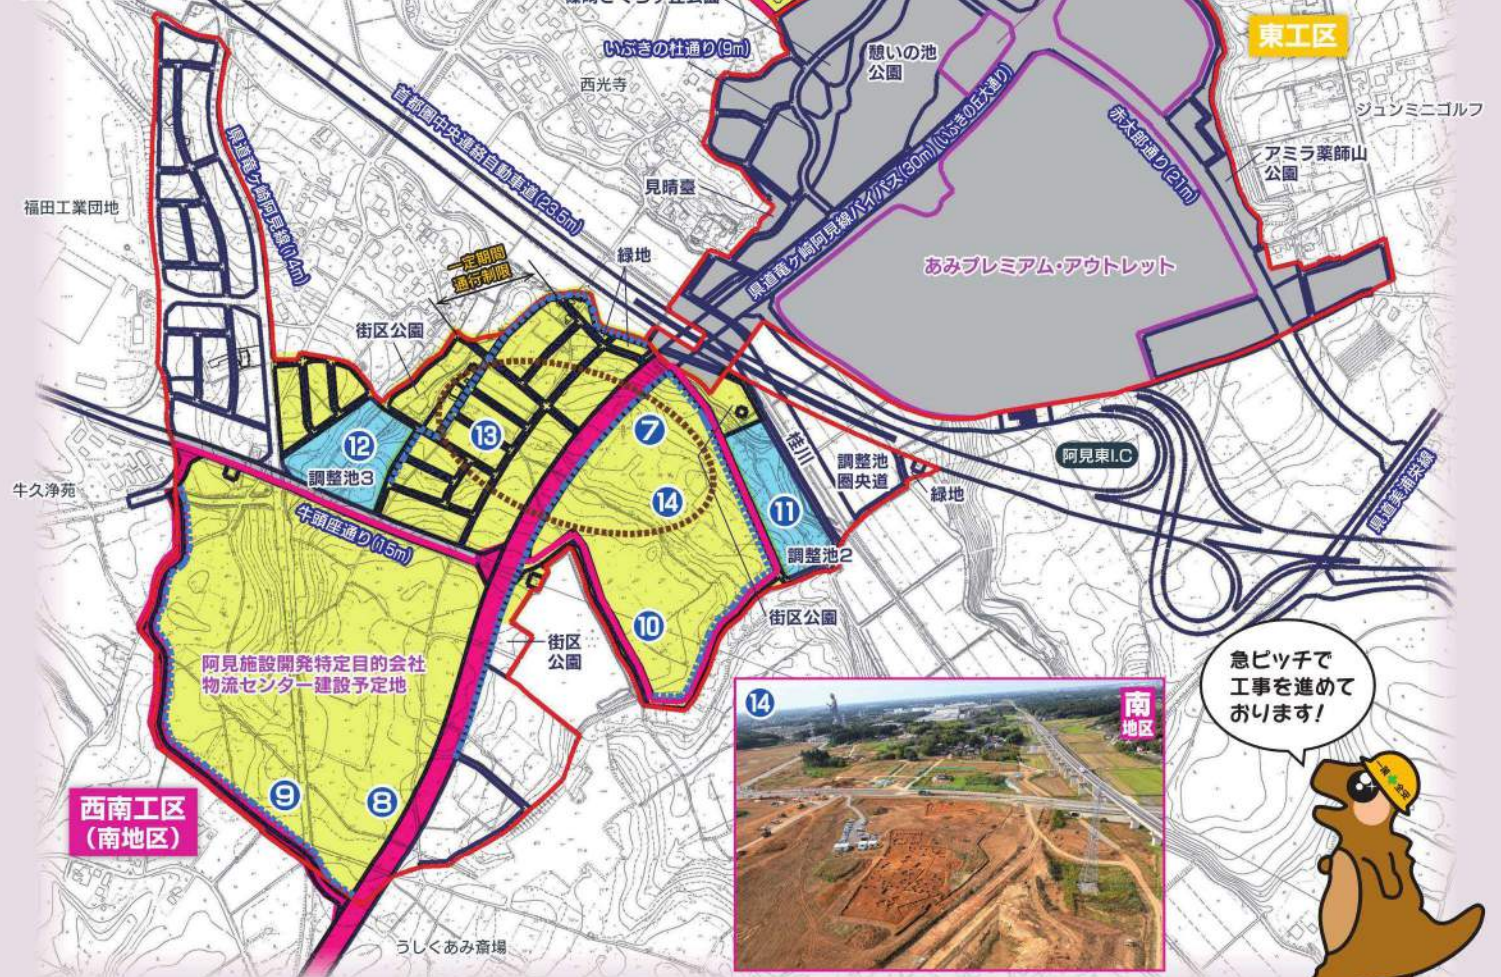 いぶきの杜通り(9m)
憩いの池
公園
東工区
西光寺
首都圏中央連絡自動車道(23.5m)
県道竜ケ崎阿見線バイパス(30m)(いぶきの丘大通り)
赤太郎通り(21m)
ジュンミニゴルフ
アミラ薬師山
公園
県道竜ケ崎阿見線(14m)
福田工業団地
見晴臺
一定期間
通行制限
緑地
あみプレミアム・アウトレット
街区公園
⑦
⑫
調整池3
⑬
桂川
調整池
圏央道
阿見東I.C
緑地
県道美浦栄線
牛久浄苑
牛頭座通り(15m)
⑭
⑪
調整池2
街区公園
⑩
街区
公園
阿見施設開発特定目的会社
物流センター建設予定地
急ピッチで
工事を進めて
おります!
⑭
南
地区
⑨
⑧
西南工区
(南地区)
うしくあみ斎場